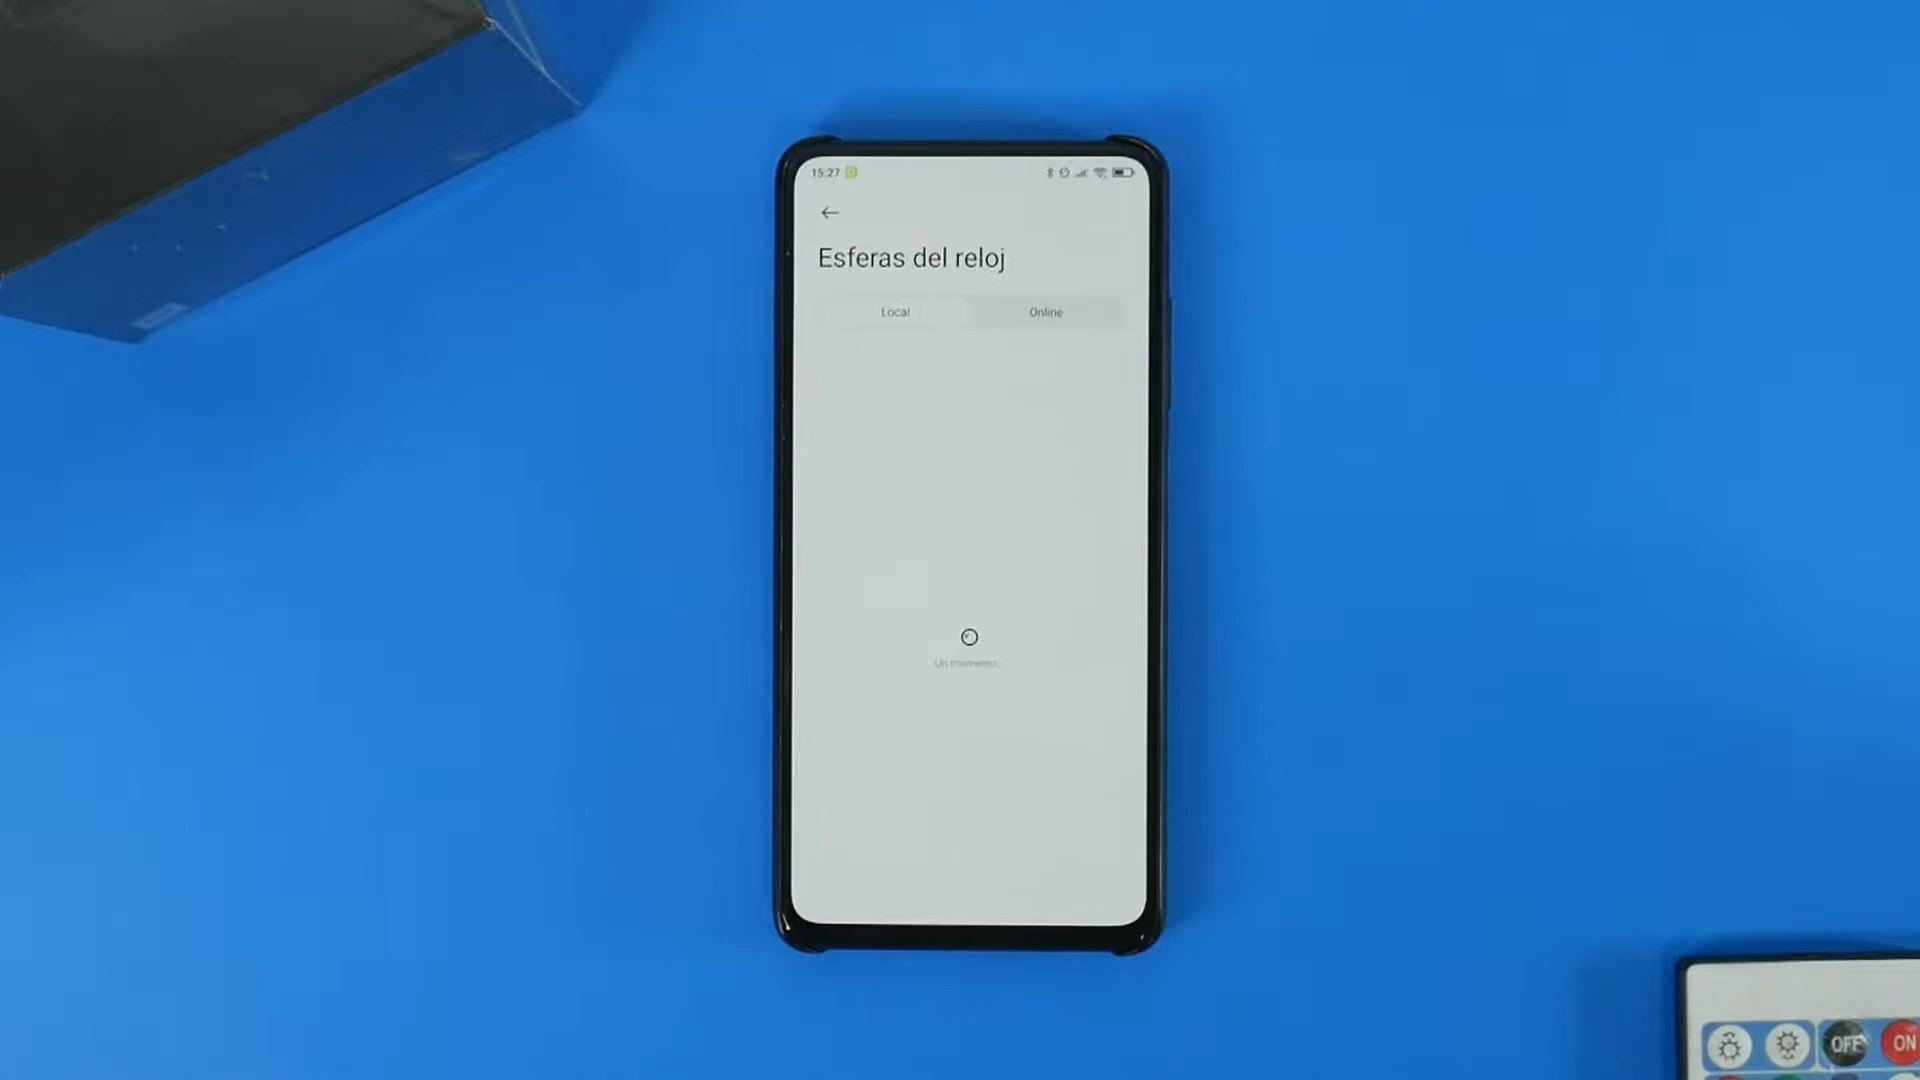 15:27
Esferas del reloj
Local Online
Un momento...
OFF ON